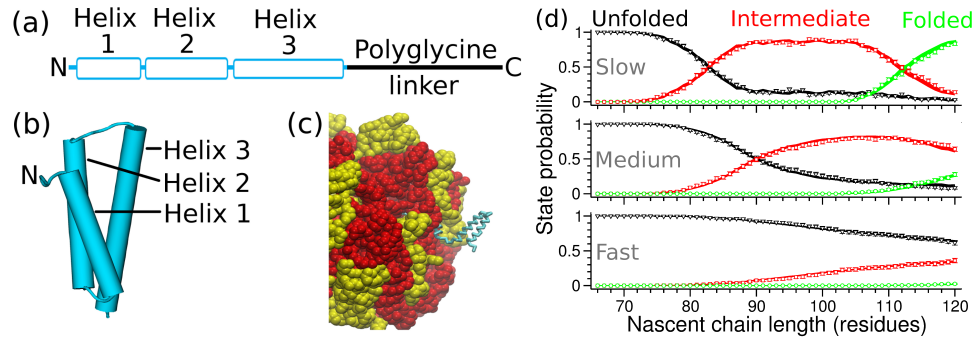 (a)
Helix 1
Helix 2
Helix 3
Polyglycine
linker
N
C
(b)
N
Helix 3
Helix 2
Helix 1
(c)
(d)
Unfolded
Intermediate
Folded
1
0.5
0
Slow
1
0.5
0
Medium
1
0.5
0
Fast
State probability
70
80
90
100
110
120
Nascent chain length (residues)